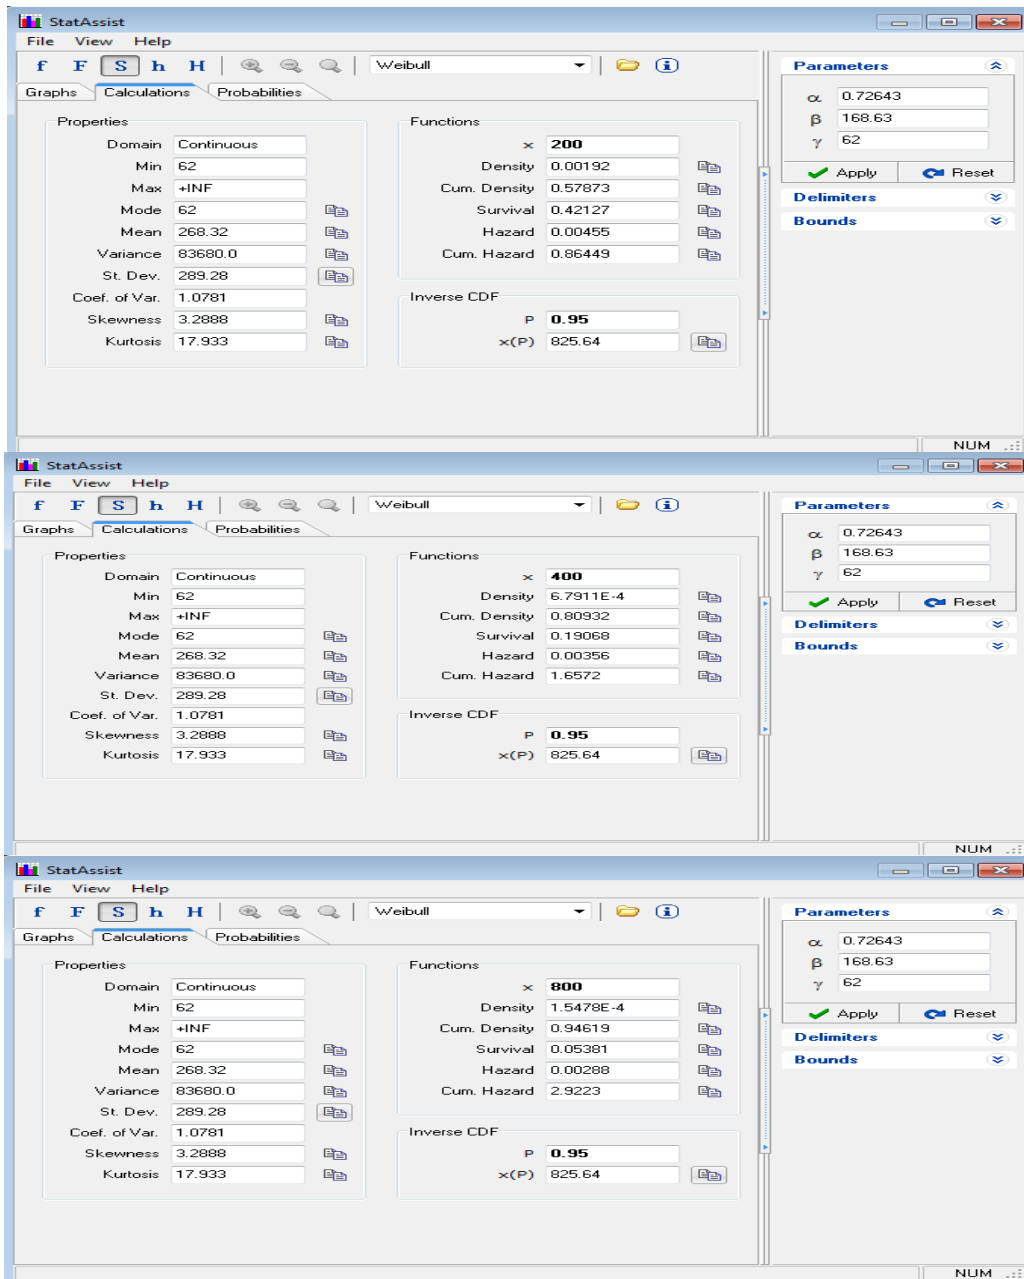 StatAssist
File View Help
f F S h H Weibull
Graphs Calculations Probabilities
Properties
Domain Continuous
Min 62
Max +INF
Mode 62
Mean 268.32
Variance 83680.0
St. Dev. 289.28
Coef. of Var. 1.0781
Skewness 3.2888
Kurtosis 17.933
Functions
x 200
Density 0.00192
Cum. Density 0.57873
Survival 0.42127
Hazard 0.00455
Cum. Hazard 0.86449
Inverse CDF
P 0.95
x(P) 825.64
Parameters
α 0.72643
β 168.63
γ 62
Apply Reset
Delimiters
Bounds
NUM
StatAssist
File View Help
f F S h H Weibull
Graphs Calculations Probabilities
Properties
Domain Continuous
Min 62
Max +INF
Mode 62
Mean 268.32
Variance 83680.0
St. Dev. 289.28
Coef. of Var. 1.0781
Skewness 3.2888
Kurtosis 17.933
Functions
x 400
Density 6.7911E-4
Cum. Density 0.80932
Survival 0.19068
Hazard 0.00356
Cum. Hazard 1.6572
Inverse CDF
P 0.95
x(P) 825.64
Parameters
α 0.72643
β 168.63
γ 62
Apply Reset
Delimiters
Bounds
NUM
StatAssist
File View Help
f F S h H Weibull
Graphs Calculations Probabilities
Properties
Domain Continuous
Min 62
Max +INF
Mode 62
Mean 268.32
Variance 83680.0
St. Dev. 289.28
Coef. of Var. 1.0781
Skewness 3.2888
Kurtosis 17.933
Functions
x 800
Density 1.5478E-4
Cum. Density 0.94619
Survival 0.05381
Hazard 0.00288
Cum. Hazard 2.9223
Inverse CDF
P 0.95
x(P) 825.64
Parameters
α 0.72643
β 168.63
γ 62
Apply Reset
Delimiters
Bounds
NUM